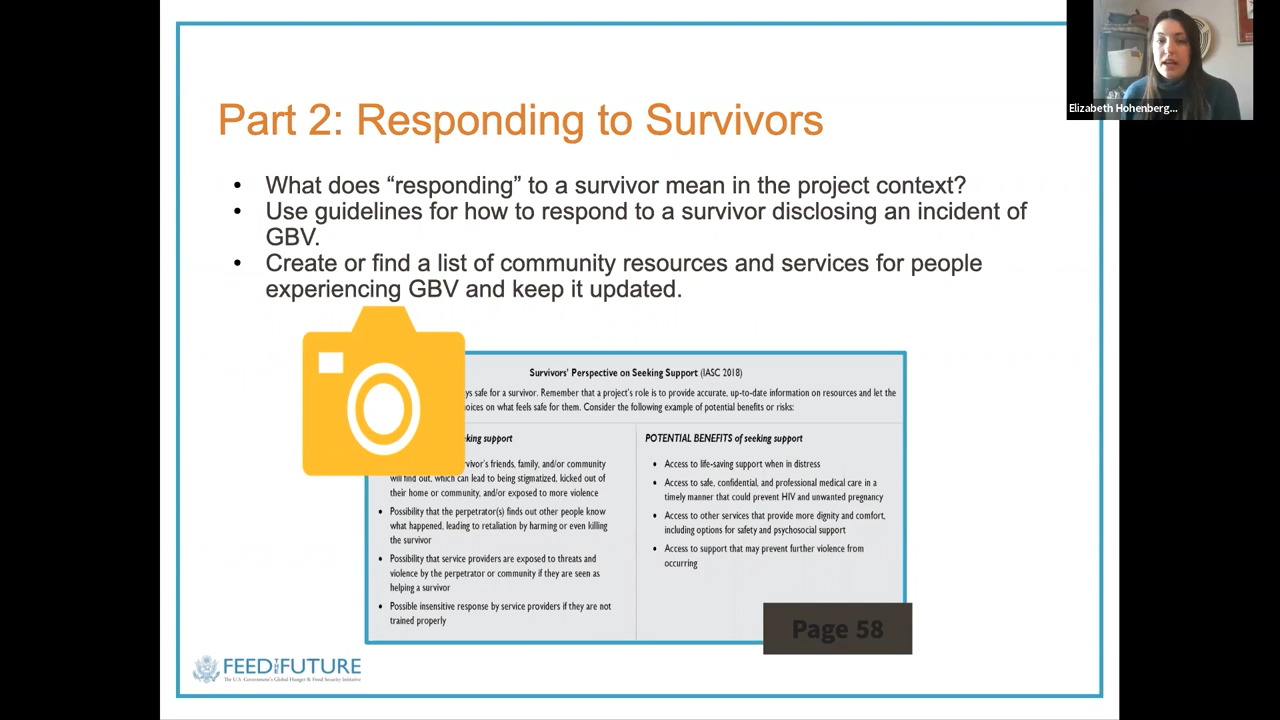 Elizabeth Hohenberg...
Part 2: Responding to Survivors
• What does “responding” to a survivor mean in the project context?
• Use guidelines for how to respond to a survivor disclosing an incident of
GBV.
• Create or find a list of community resources and services for people
experiencing GBV and keep it updated.
Survivors' Perspective on Seeking Support (IASC 2018)
safe for a survivor. Remember that a project's role is to provide accurate, up-to-date information on resources and let the
on what feels safe for them. Consider the following example of potential benefits or risks:
support
friends, family, and/or community
will find out, which can lead to being stigmatized, kicked out of
their home or community, and/or exposed to more violence
• Possibility that the perpetrator(s) finds out other people know
what happened, leading to retaliation by harming or even killing
the survivor
• Possibility that service providers are exposed to threats and
violence by the perpetrator or community if they are seen as
helping a survivor
• Possible insensitive response by service providers if they are not
trained properly
POTENTIAL BENEFITS of seeking support
• Access to life-saving support when in distress
• Access to safe, confidential, and professional medical care in a
timely manner that could prevent HIV and unwanted pregnancy
• Access to other services that provide more dignity and comfort,
including options for safety and psychosocial support
• Access to support that may prevent further violence from
occurring
Page 58
FEED THE FUTURE
The U.S. Government's Global Hunger & Food Security Initiative